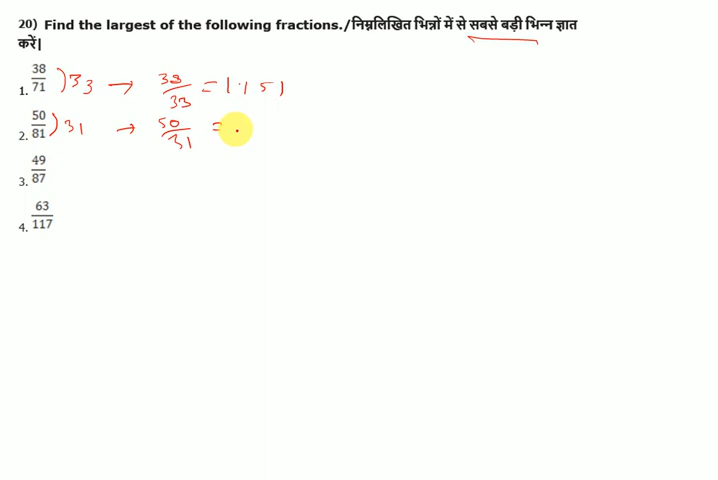 20) Find the largest of the following fractions./निम्नलिखित भिन्नों में से सबसे बड़ी भिन्न ज्ञात
करें|
1. 38/71 ) 33 → 38/33 = 1.151
2. 50/81 ) 31 → 50/31 =
3. 49/87
4. 63/117